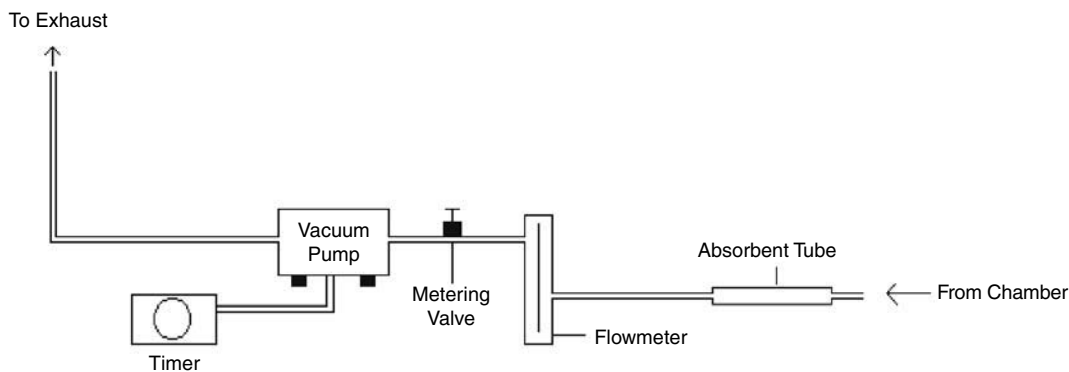 To Exhaust
Vacuum
Pump
Absorbent Tube
Metering
Valve
From Chamber
Flowmeter
Timer